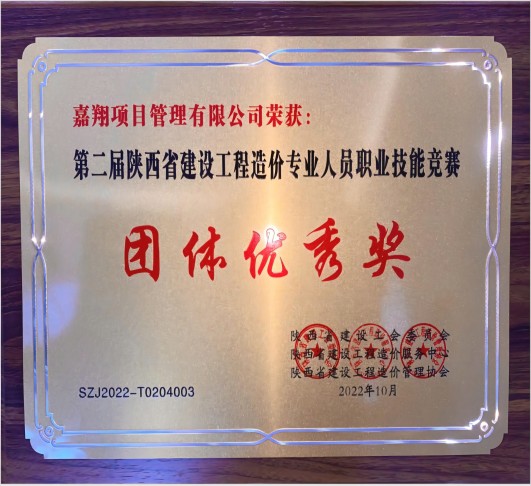 嘉翔项目管理有限公司荣获:
第二届陕西省建设工程造价专业人员职业技能竞赛
团体优秀奖
陕西省建设工会委员会
陕西省建设工程造价服务中心
陕西省建设工程造价管理协会
SZJ2022-T0204003
2022年10月